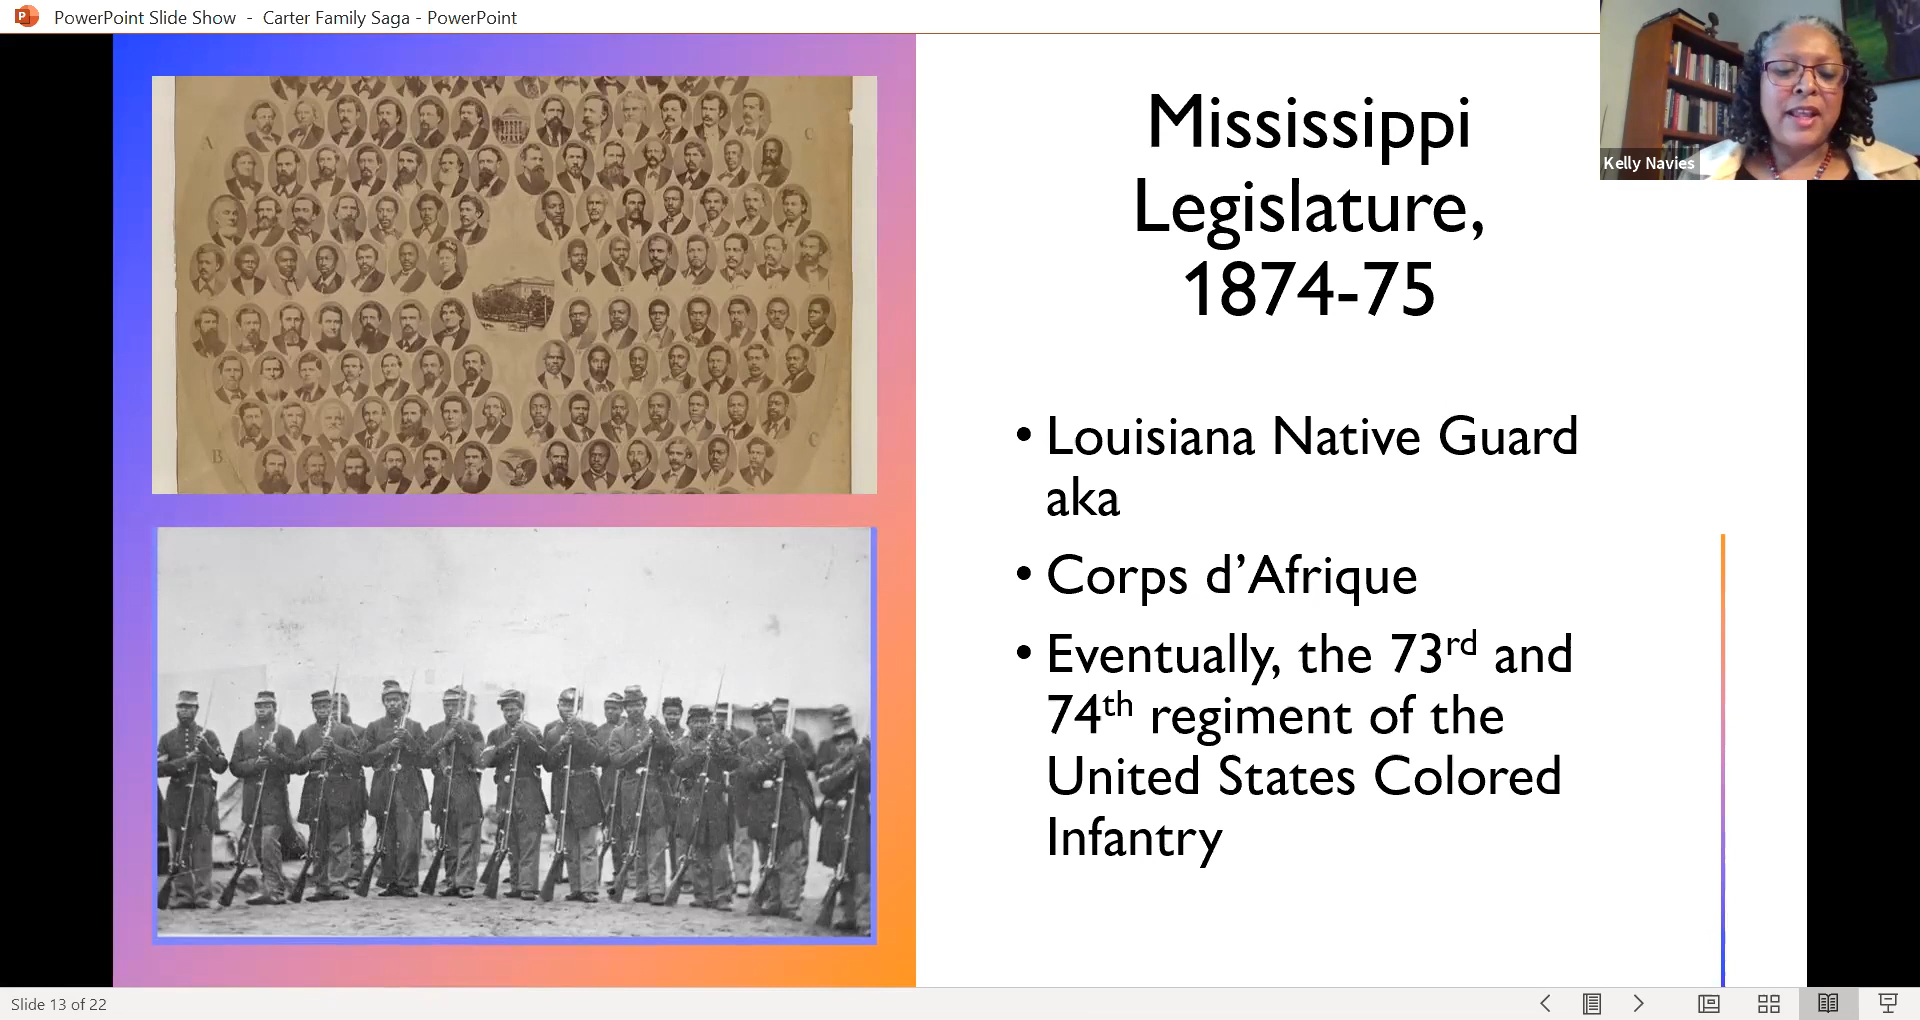 PowerPoint Slide Show - Carter Family Saga - PowerPoint
Kelly Navies
Mississippi
Legislature,
1874-75
• Louisiana Native Guard
aka
• Corps d’Afrique
• Eventually, the 73rd and
74th regiment of the
United States Colored
Infantry
Slide 13 of 22